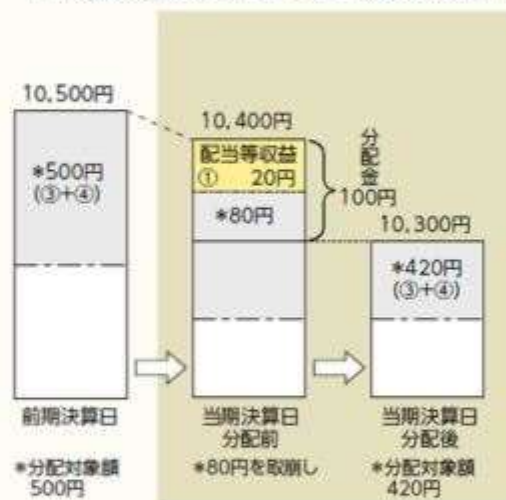 10,500円
*500円
(③+④)
前期決算日
*分配対象額
500円
10,400円
配当等収益
① 20円
*80円
分配金
100円
当期決算日
分配前
*80円を取崩し
10,300円
*420円
(③+④)
当期決算日
分配後
*分配対象額
420円